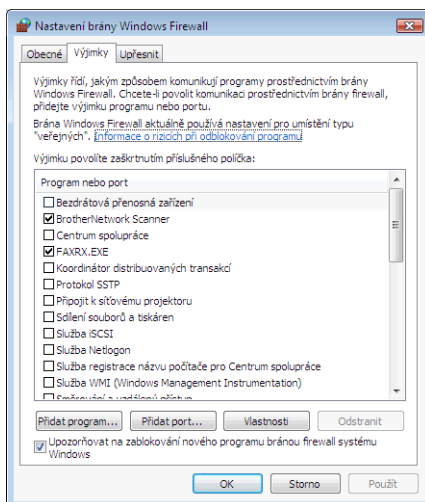 Nastavení brány Windows Firewall
Obecné Výjimky Upřesnit
Výjimky řídí, jakým způsobem komunikují programy prostřednictvím brány
Windows Firewall. Chcete-li povolit komunikaci prostřednictvím brány firewall,
přidejte výjimku programu nebo portu.
Brána Windows Firewall aktuálně používá nastavení pro umístění typu
"veřejných". Informace o rizicích při odblokování programu
Výjimku povolíte zaškrtnutím příslušného políčka:
Program nebo port
Bezdrátová přenosná zařízení
BrotherNetwork Scanner
Centrum spolupráce
FAXRX.EXE
Koordinátor distribuovaných transakcí
Protokol SSTP
Připojit k síťovému projektoru
Sdílení souborů a tiskáren
Služba iSCSI
Služba Netlogon
Služba registrace názvu počítače pro Centrum spolupráce
Služba WMI (Windows Management Instrumentation)
Směrování a vzdálený přístup
Přidat program... Přidat port... Vlastnosti Odstranit
Upozorňovat na zablokování nového programu bránou firewall systému
Windows
OK Storno Použít